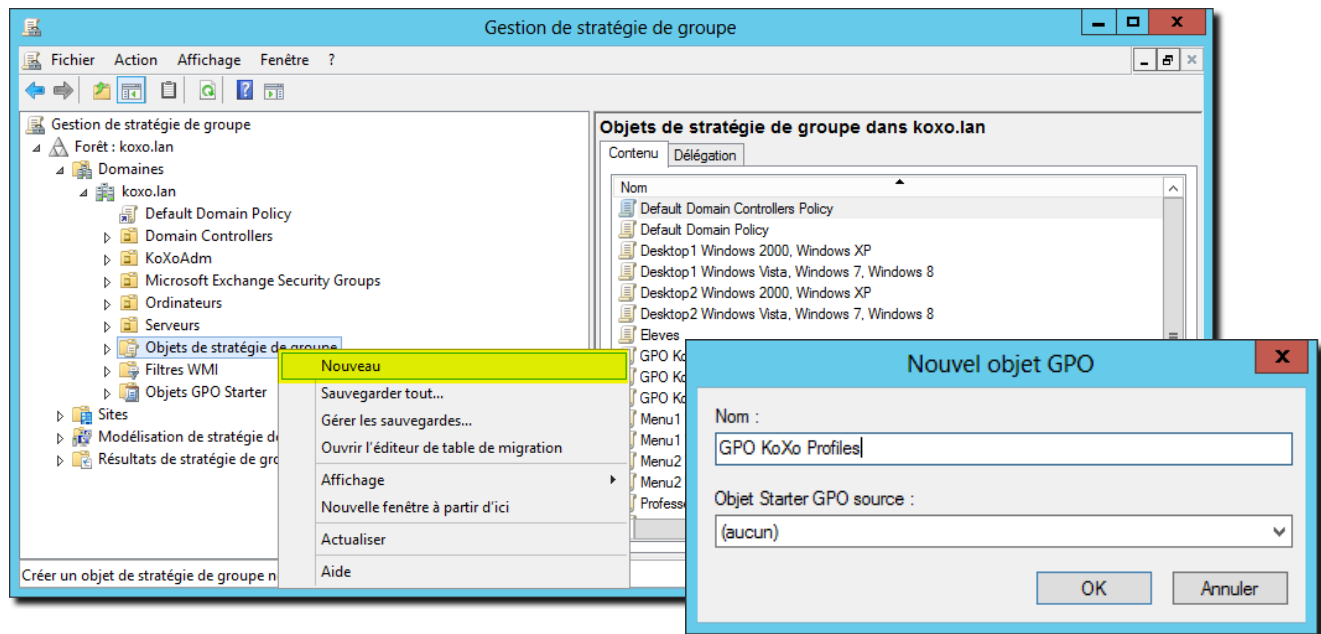 Gestion de stratégie de groupe
Fichier Action Affichage Fenêtre ?
Gestion de stratégie de groupe
Forêt : koxo.lan
Domaines
koxo.lan
Default Domain Policy
Domain Controllers
KoXoAdm
Microsoft Exchange Security Groups
Ordinateurs
Serveurs
Objets de stratégie de groupe
Filtres WMI
Objets GPO Starter
Sites
Modélisation de stratégie
Résultats de stratégie de
Créer un objet de stratégie de groupe
Nouveau
Sauvegarder tout...
Gérer les sauvegardes...
Ouvrir l'éditeur de table de migration
Affichage
Nouvelle fenêtre à partir d'ici
Actualiser
Aide
Objets de stratégie de groupe dans koxo.lan
Contenu Délégation
Nom
Default Domain Controllers Policy
Default Domain Policy
Desktop1 Windows 2000, Windows XP
Desktop1 Windows Vista, Windows 7, Windows 8
Desktop2 Windows 2000, Windows XP
Desktop2 Windows Vista, Windows 7, Windows 8
Eleves
GPO
GPO
GPO
Menu1
Menu1
Menu2
Menu2
Nouvel objet GPO
Nom :
GPO KoXo Profiles
Objet Starter GPO source :
(aucun)
OK Annuler